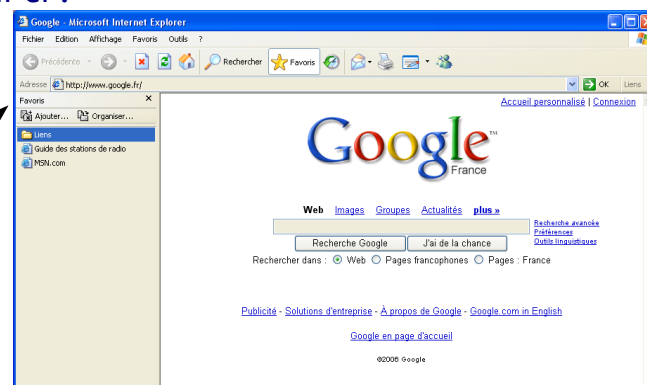 Google - Microsoft Internet Explorer
Fichier Edition Affichage Favoris Outils ?
Précédente Rechercher Favoris
Adresse http://www.google.fr/ OK Liens
Favoris
Ajouter... Organiser...
Liens
Guide des stations de radio
MSN.com
Accueil personnalisé | Connexion
Google™
France
Web Images Groupes Actualités plus »
Recherche avancée
Préférences
Outils linguistiques
Recherche Google J'ai de la chance
Rechercher dans : Web Pages francophones Pages : France
Publicité - Solutions d'entreprise - À propos de Google - Google.com in English
Google en page d'accueil
©2006 Google